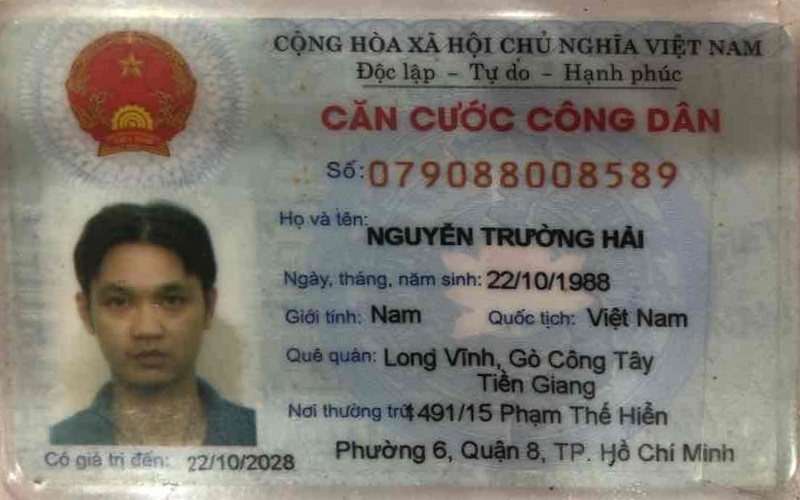 CỘNG HÒA XÃ HỘI CHỦ NGHĨA VIỆT NAM
Độc lập - Tự do - Hạnh phúc
CĂN CƯỚC CÔNG DÂN
Số: 079088008589
Họ và tên: NGUYỄN TRƯỜNG HẢI
Ngày, tháng, năm sinh: 22/10/1988
Giới tính: Nam Quốc tịch: Việt Nam
Quê quán: Long Vĩnh, Gò Công Tây
Tiền Giang
Nơi thường trú: 491/15 Phạm Thế Hiển
Phường 6, Quận 8, TP. Hồ Chí Minh
Có giá trị đến: 22/10/2028